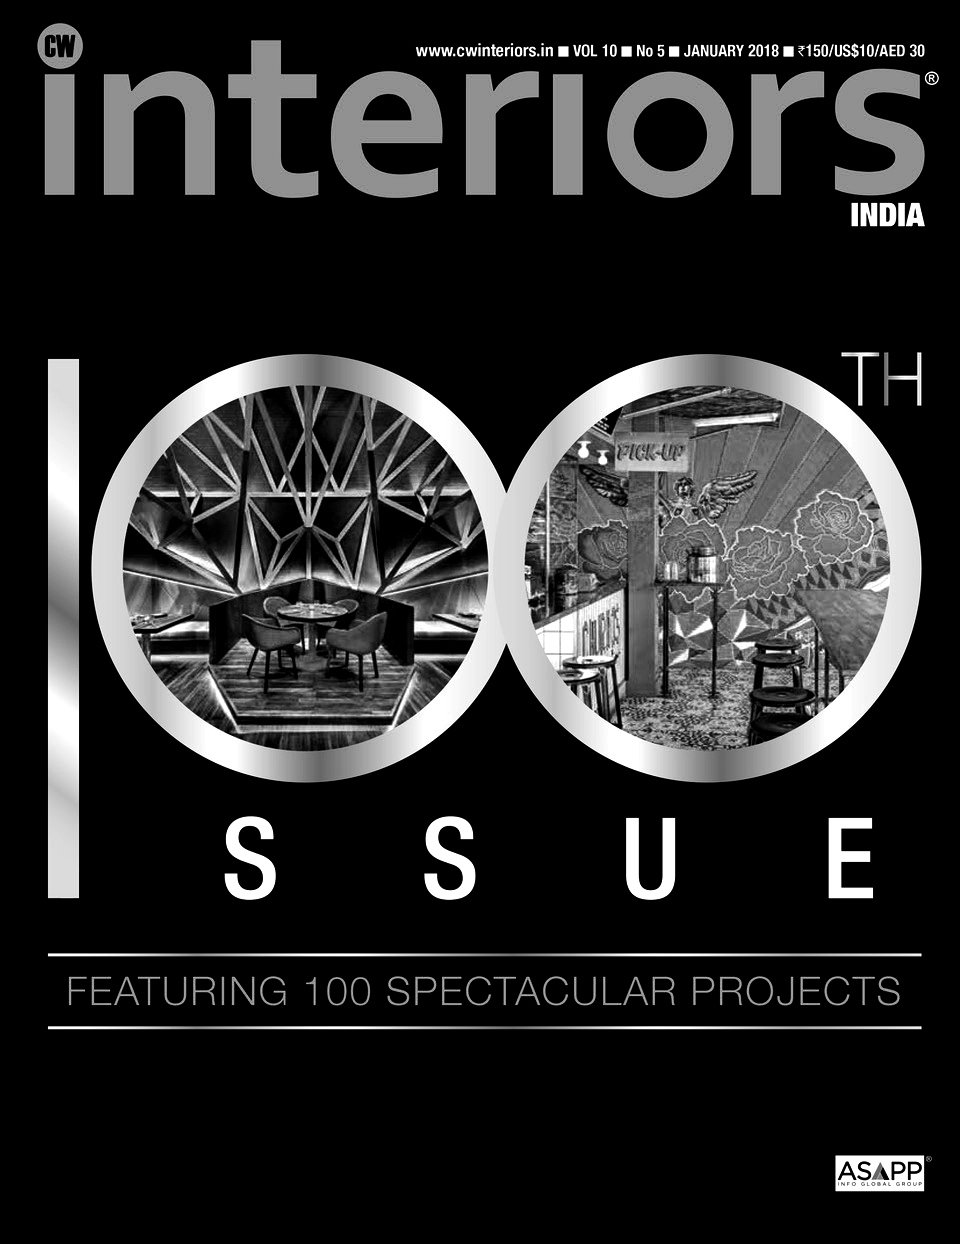 CW
www.cwinteriors.in ■ VOL 10 ■ No 5 ■ JANUARY 2018 ■ ₹150/US$10/AED 30
interiors®
INDIA
100TH
PICK-UP
ISSUE
FEATURING 100 SPECTACULAR PROJECTS
ASAPP®
INFO GLOBAL GROUP